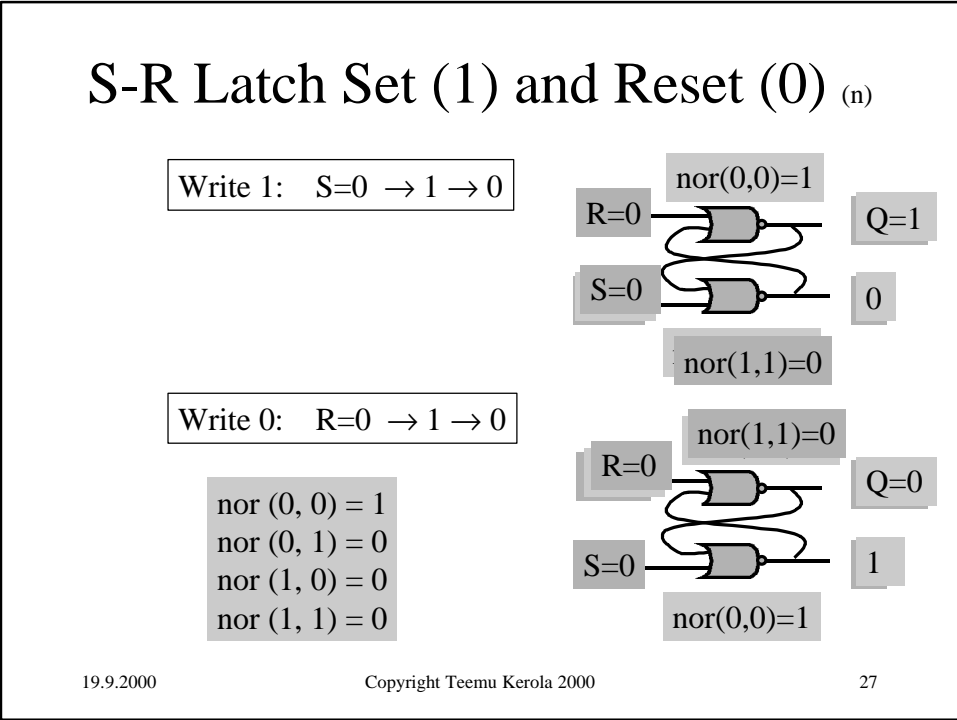 S-R Latch Set (1) and Reset (0) (n)
Write 1: S=0 → 1 → 0
nor(0,0)=1
R=0
Q=1
S=0
0
nor(1,1)=0
Write 0: R=0 → 1 → 0
nor(1,1)=0
R=0
Q=0
nor (0, 0) = 1
nor (0, 1) = 0
nor (1, 0) = 0
nor (1, 1) = 0
S=0
1
nor(0,0)=1
19.9.2000 Copyright Teemu Kerola 2000 27